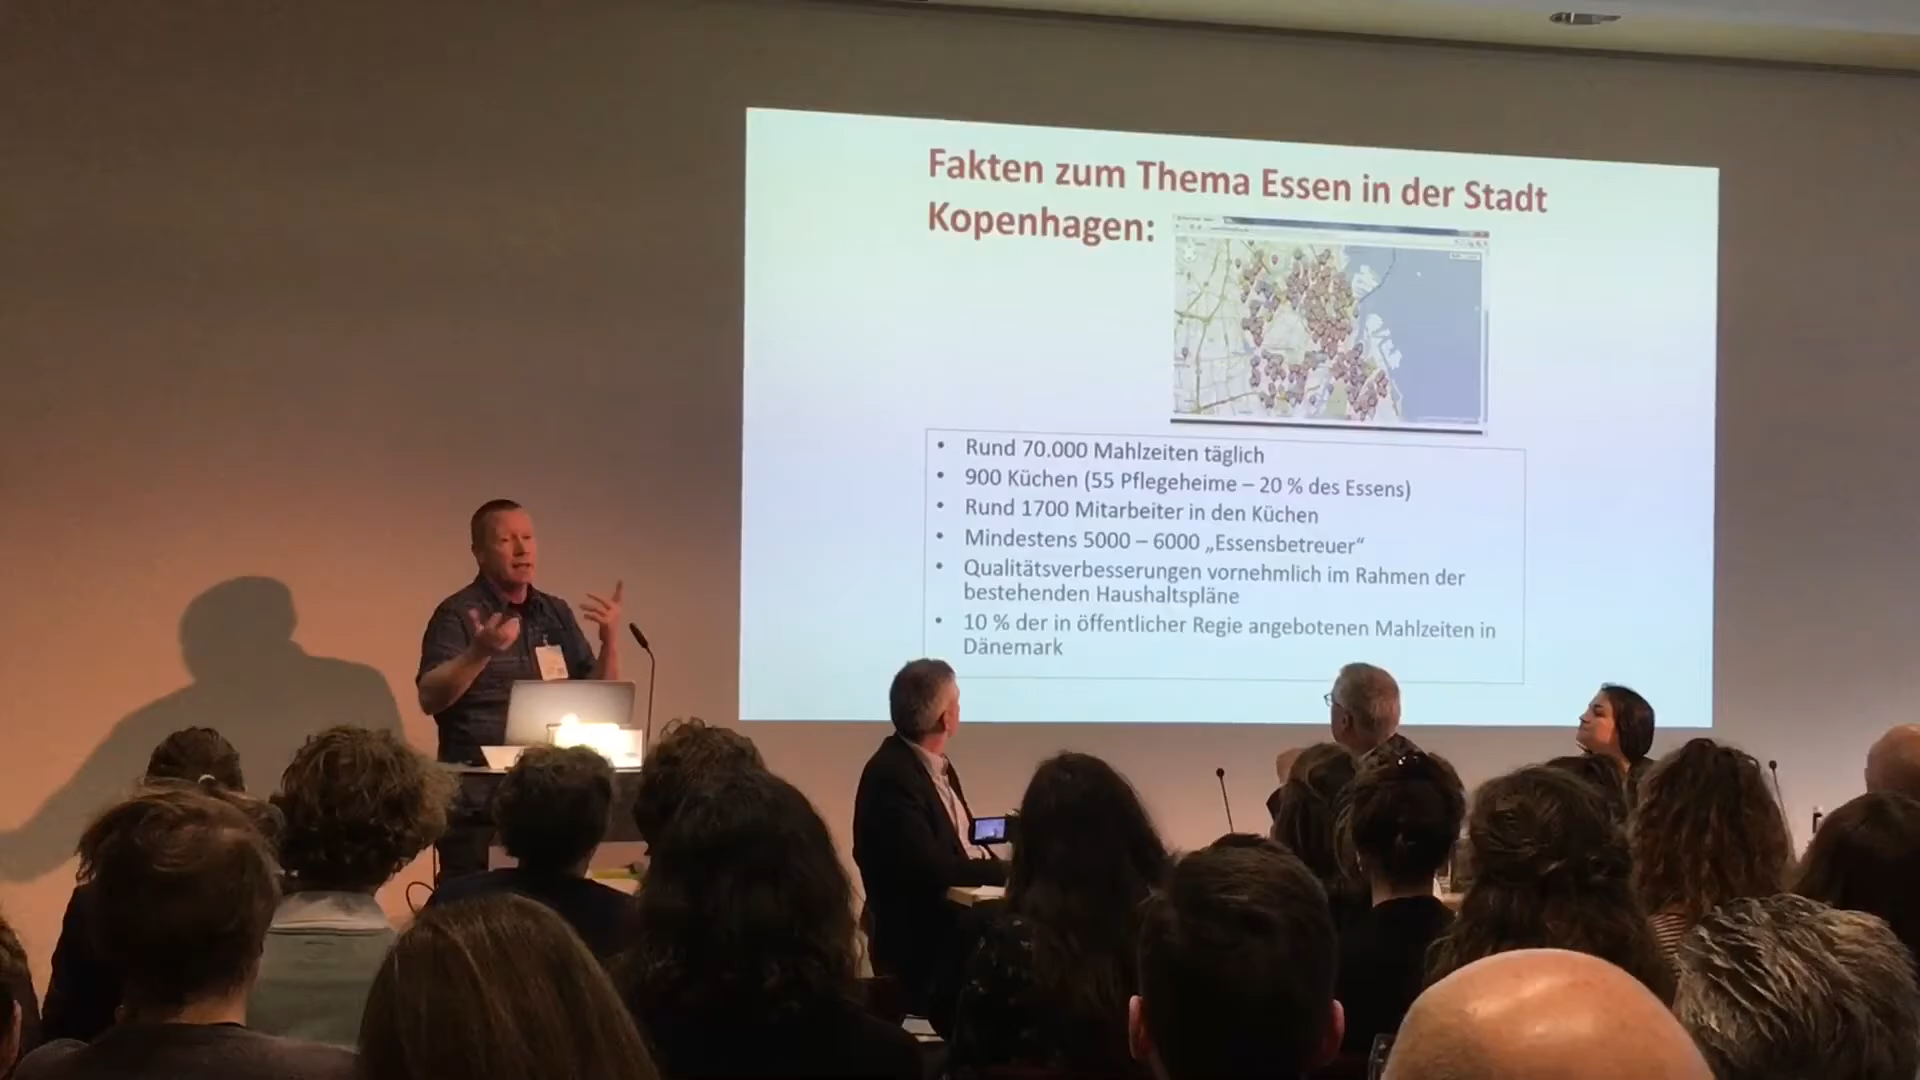 Fakten zum Thema Essen in der Stadt
Kopenhagen:
• Rund 70.000 Mahlzeiten täglich
• 900 Küchen (55 Pflegeheime – 20 % des Essens)
• Rund 1700 Mitarbeiter in den Küchen
• Mindestens 5000 – 6000 „Essensbetreuer“
• Qualitätsverbesserungen vornehmlich im Rahmen der
bestehenden Haushaltspläne
• 10 % der in öffentlicher Regie angebotenen Mahlzeiten in
Dänemark